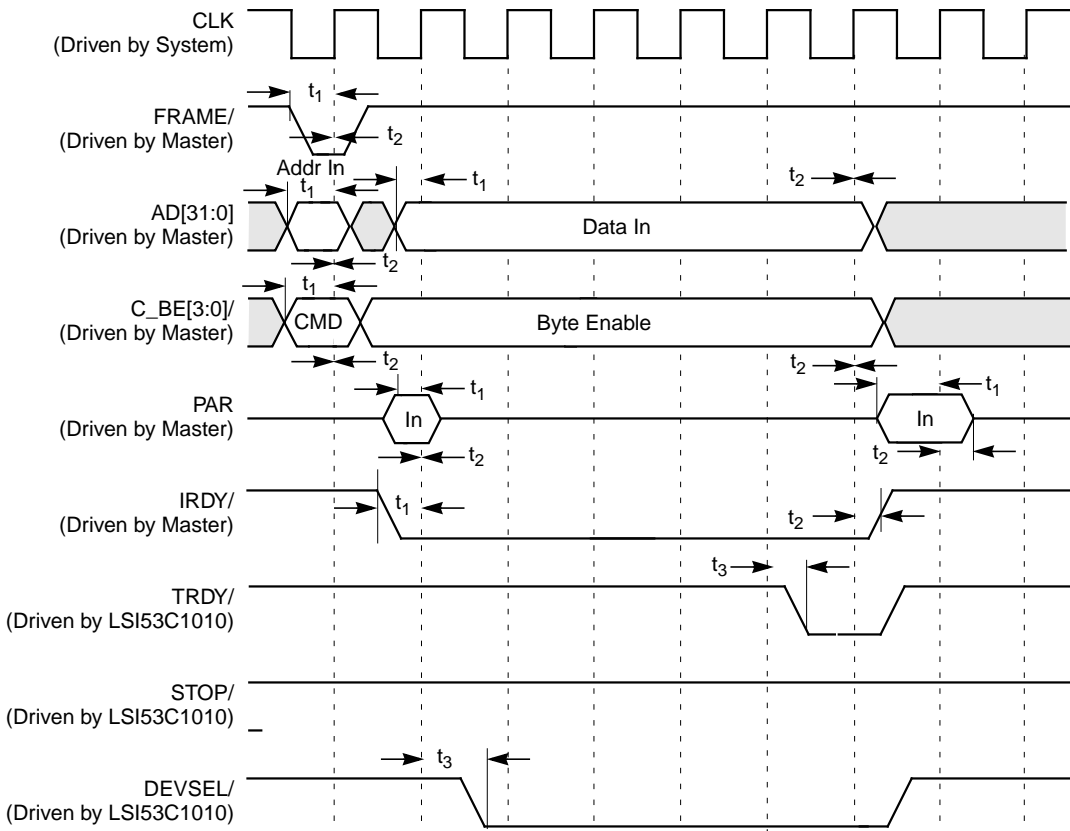 CLK
(Driven by System)
t1
FRAME/
(Driven by Master)
t2
Addr In
t1
t1
t2
AD[31:0]
(Driven by Master)
Data In
t2
t1
C_BE[3:0]/
(Driven by Master)
CMD
Byte Enable
t2
t2
t1
t1
PAR
(Driven by Master)
In
In
t2
t2
IRDY/
(Driven by Master)
t1
t2
t3
TRDY/
(Driven by LSI53C1010)
STOP/
(Driven by LSI53C1010)
t3
DEVSEL/
(Driven by LSI53C1010)